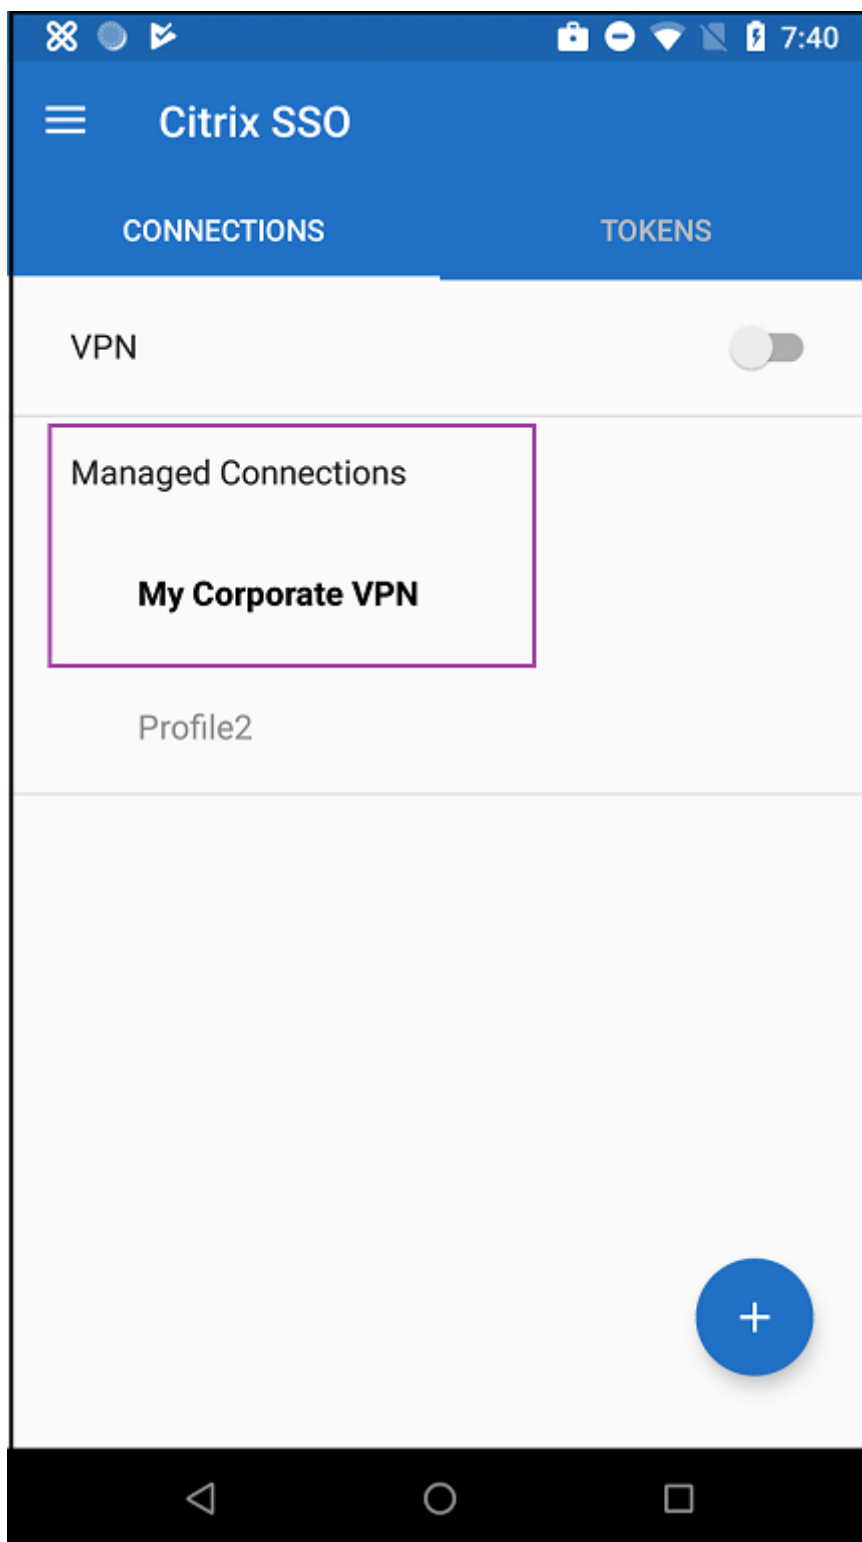 7:40
Citrix SSO
CONNECTIONS TOKENS
VPN
Managed Connections
My Corporate VPN
Profile2